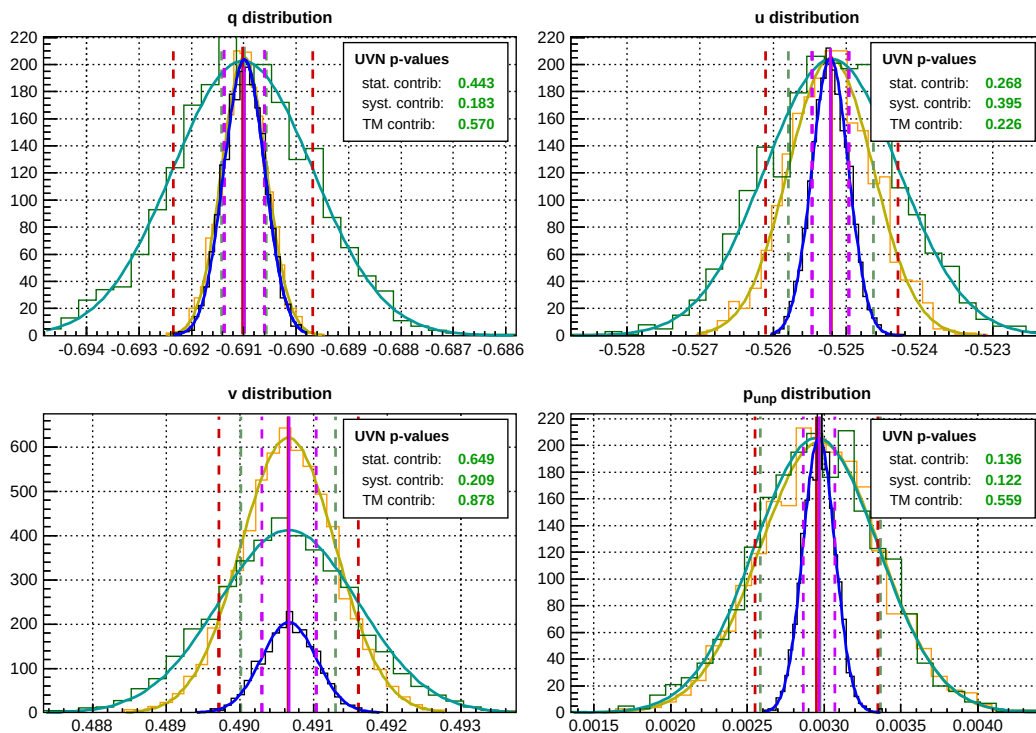 q distribution
220
200
180
160
140
120
100
80
60
40
20
0
UVN p-values
stat. contrib: 0.443
syst. contrib: 0.183
TM contrib: 0.570
-0.694 -0.693 -0.692 -0.691 -0.690 -0.689 -0.688 -0.687 -0.686
u distribution
220
200
180
160
140
120
100
80
60
40
20
0
UVN p-values
stat. contrib: 0.268
syst. contrib: 0.395
TM contrib: 0.226
-0.528 -0.527 -0.526 -0.525 -0.524 -0.523
v distribution
600
500
400
300
200
100
0
UVN p-values
stat. contrib: 0.649
syst. contrib: 0.209
TM contrib: 0.878
0.488 0.489 0.490 0.491 0.492 0.493
p_unp distribution
220
200
180
160
140
120
100
80
60
40
20
0
UVN p-values
stat. contrib: 0.136
syst. contrib: 0.122
TM contrib: 0.559
0.0015 0.0020 0.0025 0.0030 0.0035 0.0040